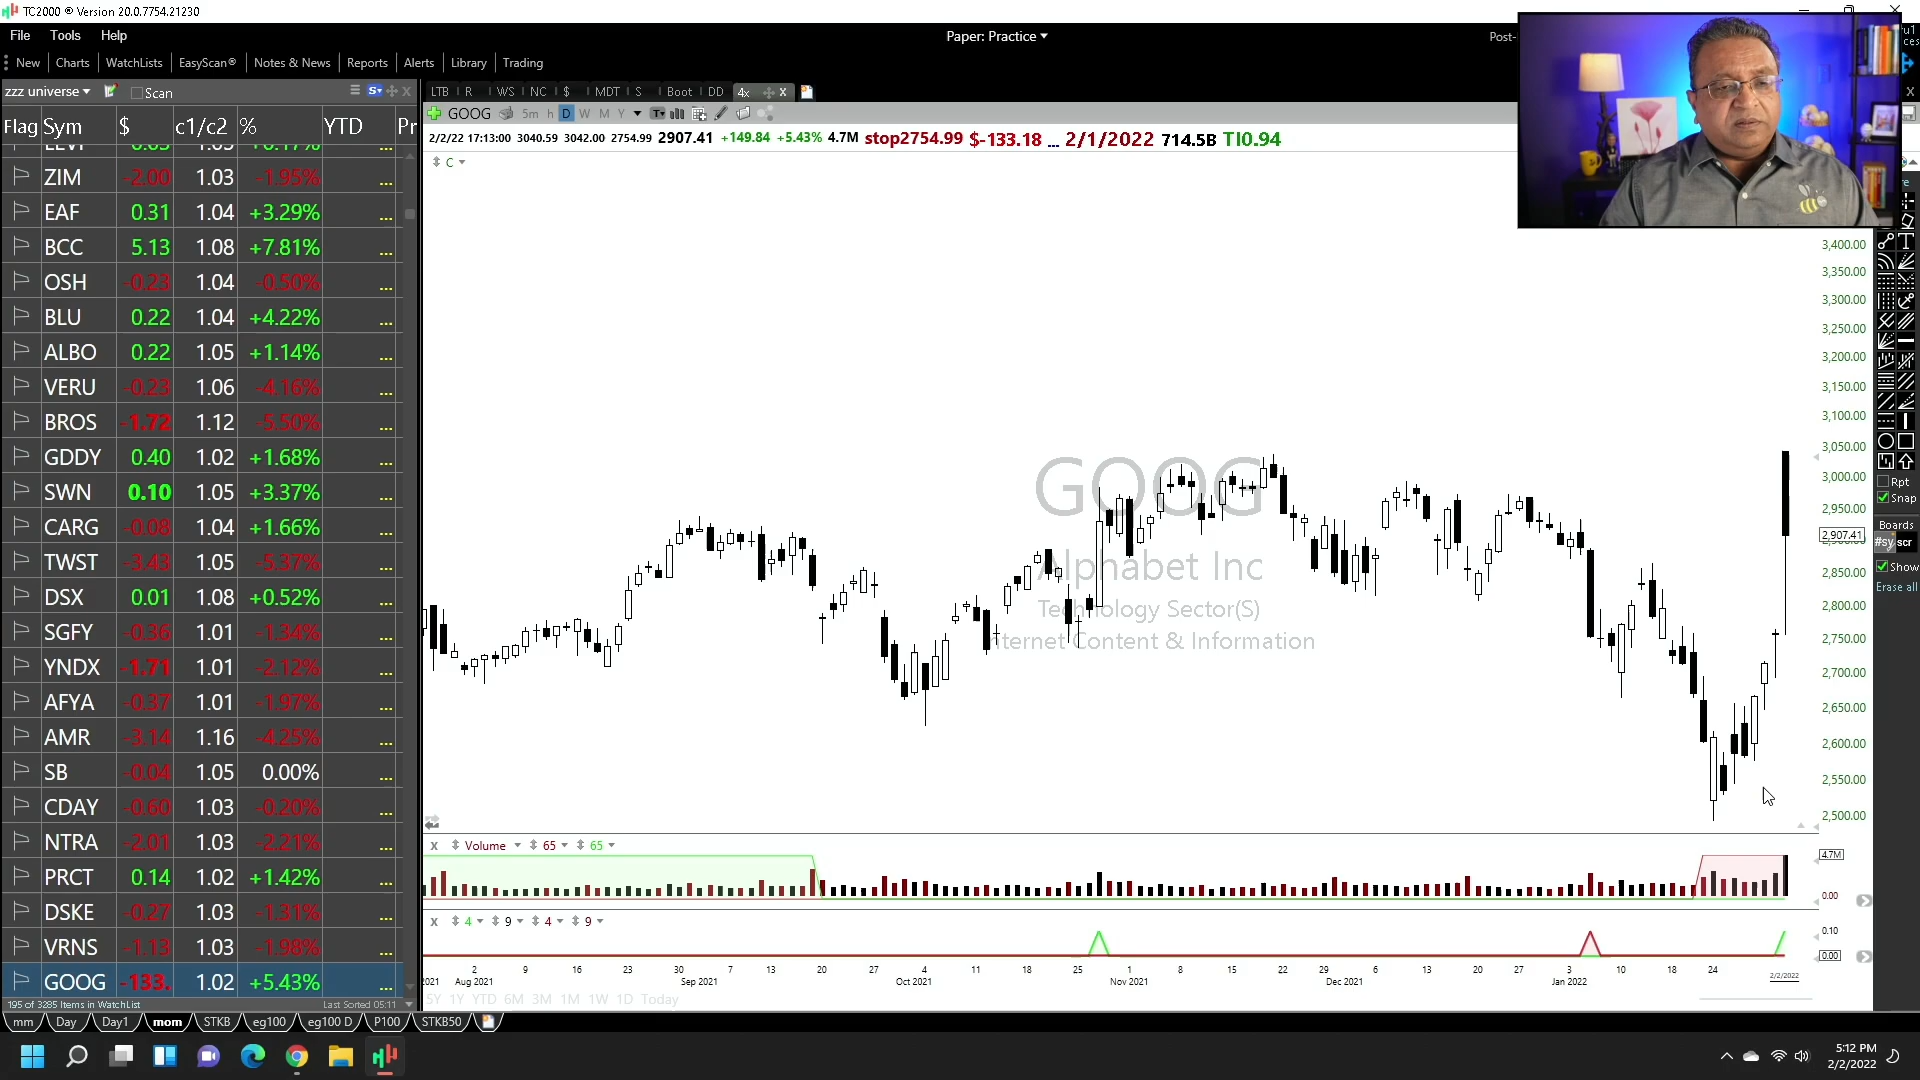 TC2000 ® Version 20.0.7754.21230
File Tools Help
Paper: Practice
Post-
New Charts WatchLists EasyScan® Notes & News Reports Alerts Library Trading
zzz universe Scan
LTB R WS NC $ MDT S Boot DD 4x
GOOG 5m h D W M Y
2/2/22 17:13:00 3040.59 3042.00 2754.99 2907.41 +149.84 +5.43% 4.7M stop2754.99 $-133.18 ... 2/1/2022 714.5B TI0.94
C
Flag Sym $ c1/c2 % YTD Pr
ZIM -2.00 1.03 -1.95% ...
EAF 0.31 1.04 +3.29% ...
BCC 5.13 1.08 +7.81% ...
OSH -0.23 1.04 -0.50% ...
BLU 0.22 1.04 +4.22% ...
ALBO 0.22 1.05 +1.14% ...
VERU -0.23 1.06 -4.16% ...
BROS -1.72 1.12 -5.50% ...
GDDY 0.40 1.02 +1.68% ...
SWN 0.10 1.05 +3.37% ...
CARG -0.08 1.04 +1.66% ...
TWST -3.43 1.05 -5.37% ...
DSX 0.01 1.08 +0.52% ...
SGFY -0.36 1.01 -1.34% ...
YNDX -1.71 1.01 -2.12% ...
AFYA -0.37 1.01 -1.97% ...
AMR -3.14 1.16 -4.25% ...
SB -0.04 1.05 0.00% ...
CDAY -0.60 1.03 -0.20% ...
NTRA -2.01 1.03 -2.21% ...
PRCT 0.14 1.02 +1.42% ...
DSKE -0.27 1.03 -1.31% ...
VRNS -1.13 1.03 -1.98% ...
GOOG -133. 1.02 +5.43% ...
195 of 3285 Items in WatchList Last Sorted 05:11
mm Day Day1 mom STKB eg100 eg100 D P100 STKB50
GOOG
Alphabet Inc
Technology Sector(S)
nternet Content & Information
3,400.00
3,350.00
3,300.00
3,250.00
3,200.00
3,150.00
3,100.00
3,050.00
3,000.00
2,950.00
2,907.41
2,850.00
2,800.00
2,750.00
2,700.00
2,650.00
2,600.00
2,550.00
2,500.00
Rpt
Snap
Boards
#sy scr
Show
Erase all
x Volume 65 65
4.7M
0.00
x 4 9 4 9
0.10
0.00
2 9 16 23 30 7 13 20 27 4 11 18 25 1 8 15 22 29 6 13 20 27 3 10 18 24 2/2/2022
2021 Aug 2021 Sep 2021 Oct 2021 Nov 2021 Dec 2021 Jan 2022
5Y 1Y YTD 6M 3M 1M 1W 1D Today
5:12 PM
2/2/2022